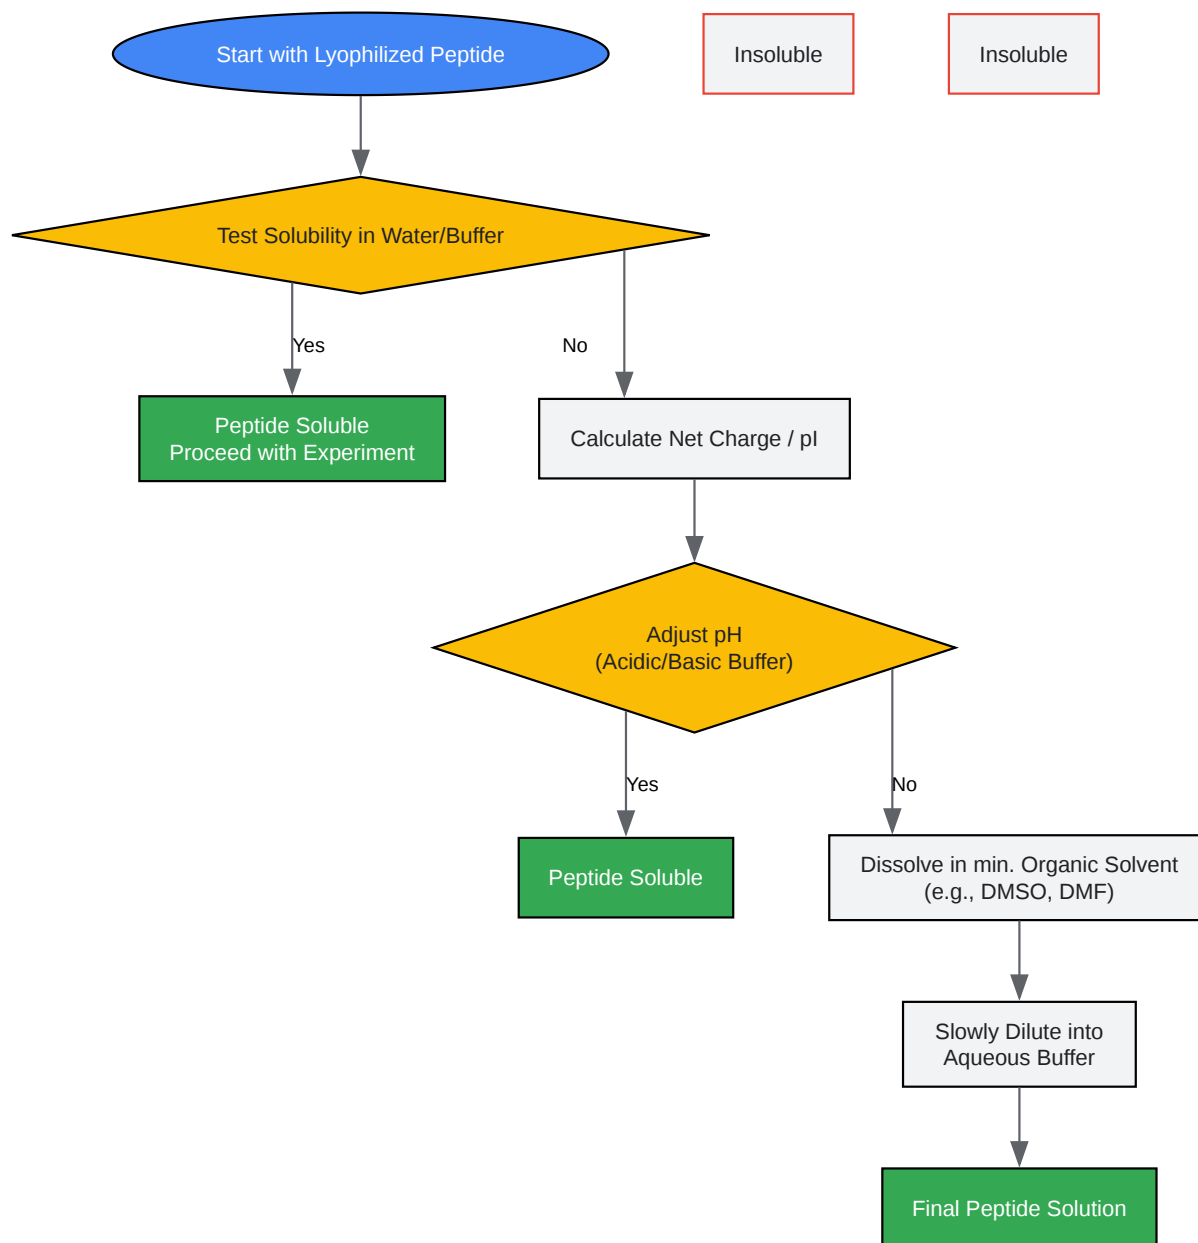 Start with Lyophilized Peptide
Insoluble
Insoluble
Test Solubility in Water/Buffer
Yes
No
Peptide Soluble
Proceed with Experiment
Calculate Net Charge / pI
Adjust pH
(Acidic/Basic Buffer)
Yes
No
Peptide Soluble
Dissolve in min. Organic Solvent
(e.g., DMSO, DMF)
Slowly Dilute into
Aqueous Buffer
Final Peptide Solution